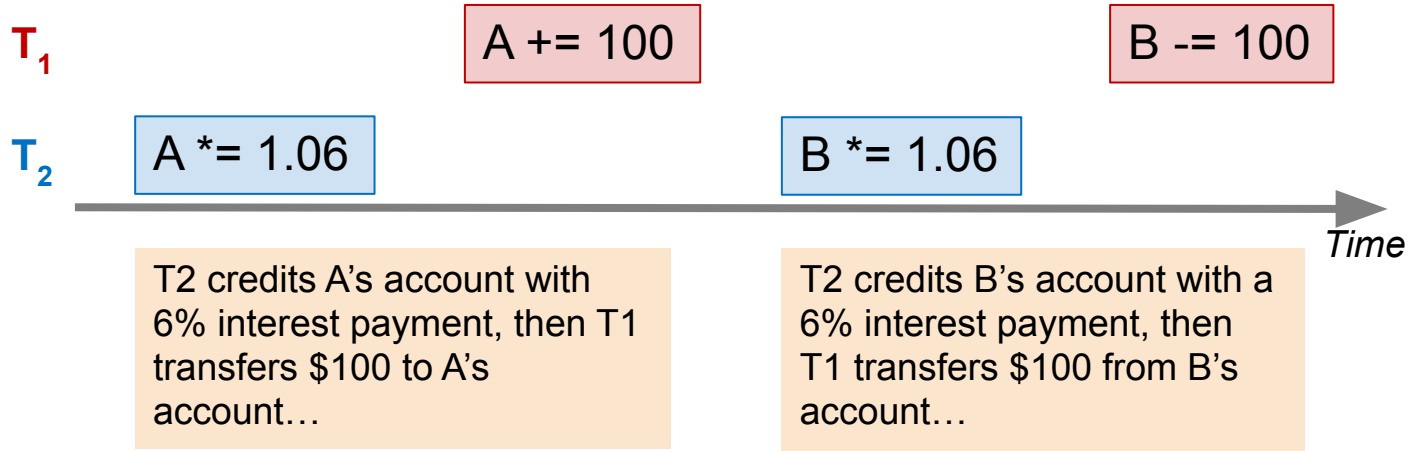 T1
A += 100
B -= 100
T2
A *= 1.06
B *= 1.06
Time
T2 credits A’s account with
6% interest payment, then T1
transfers $100 to A’s
account…
T2 credits B’s account with a
6% interest payment, then
T1 transfers $100 from B’s
account…